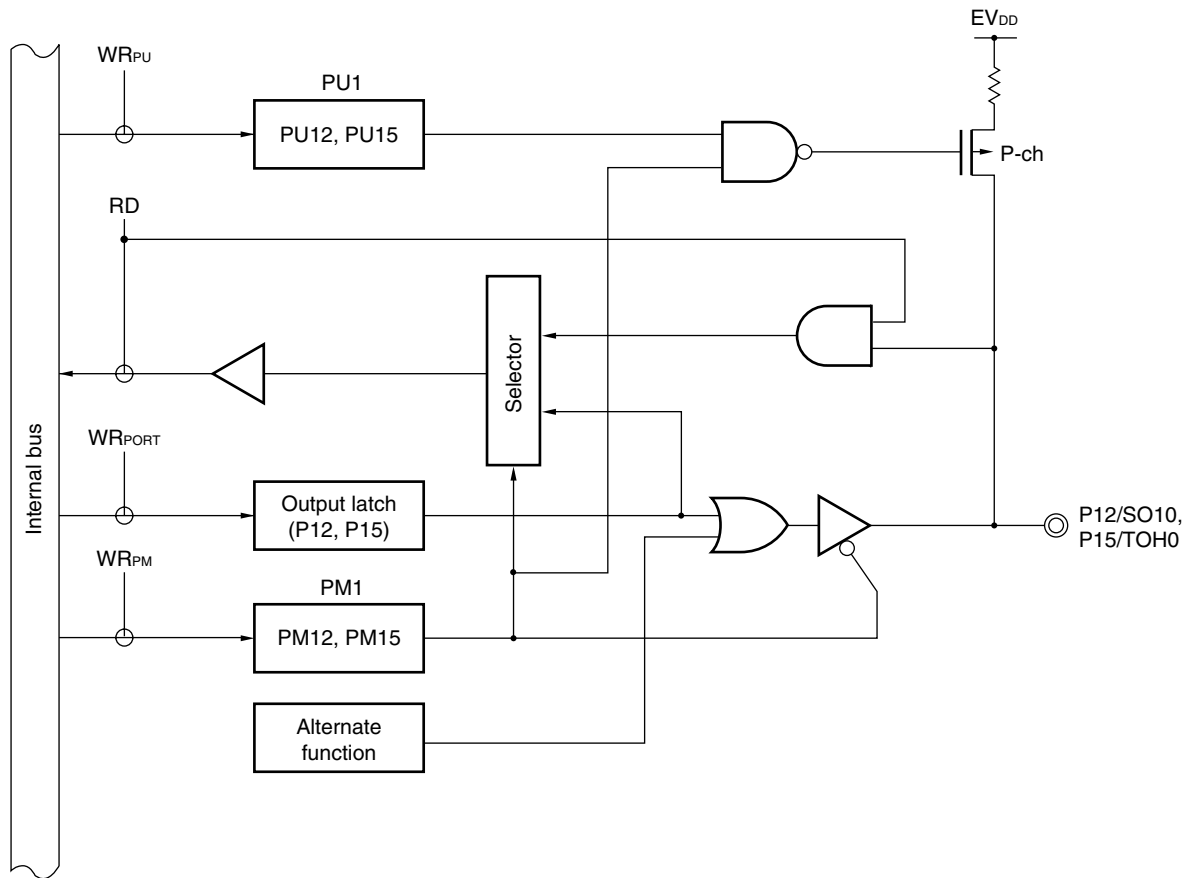 EVDD
WRPU
PU1
PU12, PU15
P-ch
RD
Selector
Internal bus
WRPORT
Output latch
(P12, P15)
P12/SO10,
P15/TOH0
WRPM
PM1
PM12, PM15
Alternate
function